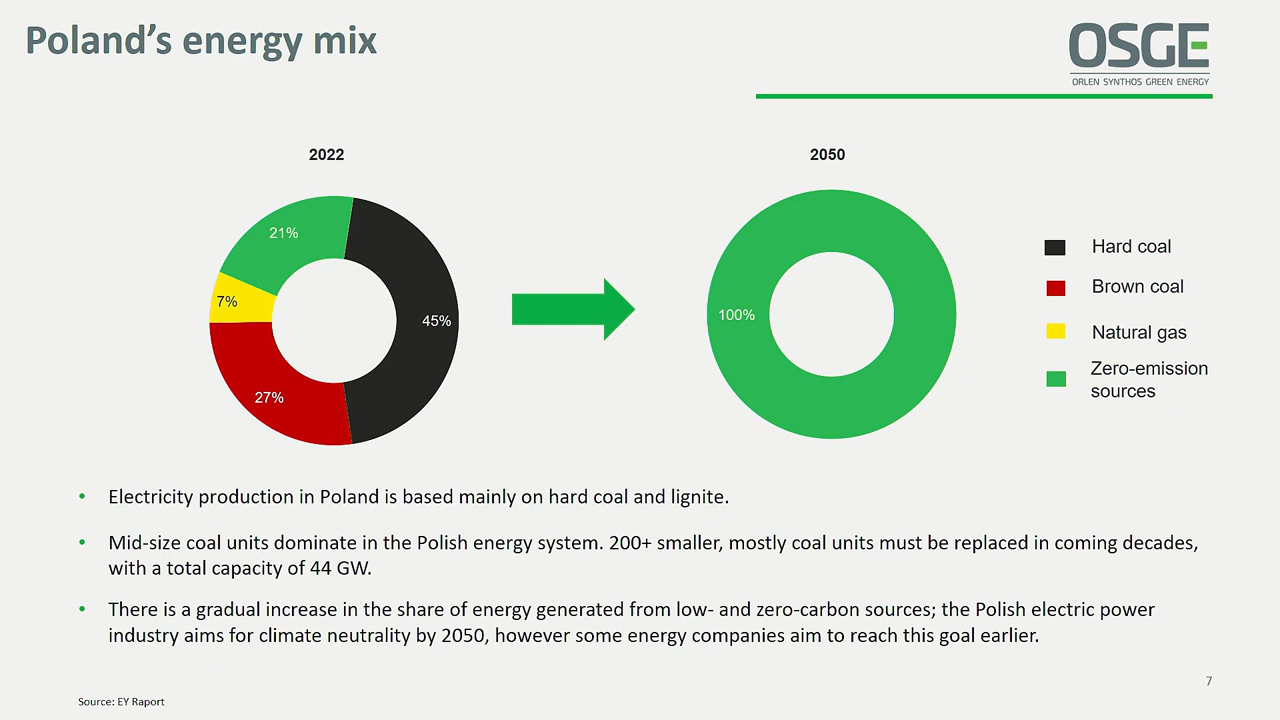 Poland's energy mix
OSGE
ORLEN SYNTHOS GREEN ENERGY
2022
2050
21%
7%
45%
27%
100%
Hard coal
Brown coal
Natural gas
Zero-emission
sources
• Electricity production in Poland is based mainly on hard coal and lignite.
• Mid-size coal units dominate in the Polish energy system. 200+ smaller, mostly coal units must be replaced in coming decades,
with a total capacity of 44 GW.
• There is a gradual increase in the share of energy generated from low- and zero-carbon sources; the Polish electric power
industry aims for climate neutrality by 2050, however some energy companies aim to reach this goal earlier.
7
Source: EY Raport